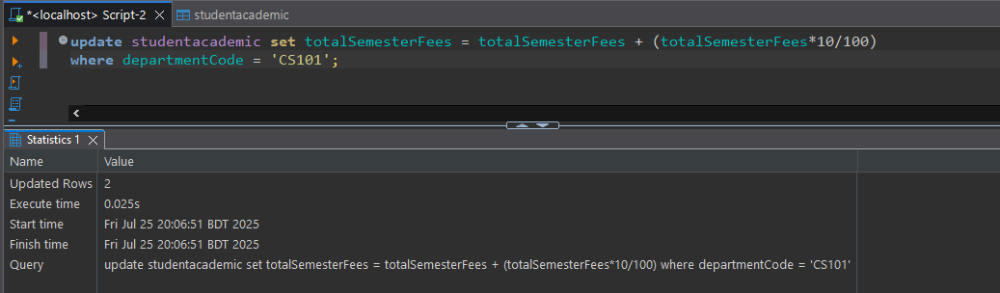 *<localhost> Script-2
studentacademic
update studentacademic set totalSemesterFees = totalSemesterFees + (totalSemesterFees*10/100)
where departmentCode = 'CS101';
Statistics 1
Name Value
Updated Rows 2
Execute time 0.025s
Start time Fri Jul 25 20:06:51 BDT 2025
Finish time Fri Jul 25 20:06:51 BDT 2025
Query update studentacademic set totalSemesterFees = totalSemesterFees + (totalSemesterFees*10/100) where departmentCode = 'CS101'